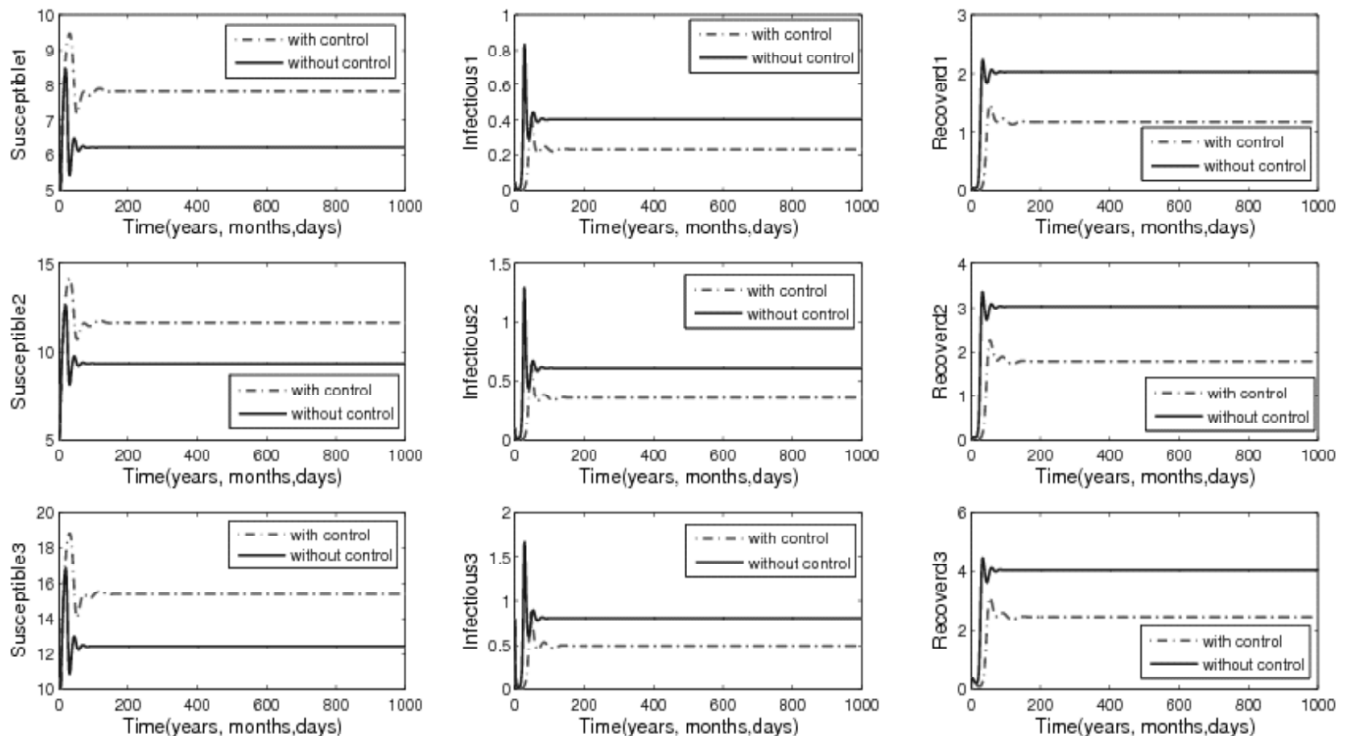 Susceptible1
10
9
8
7
6
5
0 200 400 600 800 1000
Time(years, months,days)
with control
without control
Infectious1
1
0.8
0.6
0.4
0.2
0
0 200 400 600 800 1000
Time(years, months,days)
with control
without control
Recoverd1
3
2
1
0
0 200 400 600 800 1000
Time(years, months,days)
with control
without control
Susceptible2
15
10
5
0 200 400 600 800 1000
Time(years, months,days)
with control
without control
Infectious2
1.5
1
0.5
0
0 200 400 600 800 1000
Time(years, months,days)
with control
without control
Recoverd2
4
3
2
1
0
0 200 400 600 800 1000
Time(years, months,days)
with control
without control
Susceptible3
20
18
16
14
12
10
0 200 400 600 800 1000
Time(years, months,days)
with control
without control
Infectious3
2
1.5
1
0.5
0
0 200 400 600 800 1000
Time(years, months,days)
with control
without control
Recoverd3
6
4
2
0
0 200 400 600 800 1000
Time(years, months,days)
with control
without control